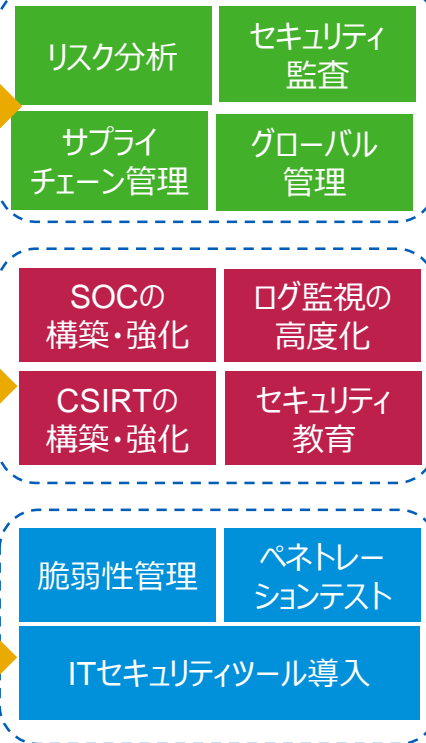 リスク分析
セキュリティ
監査
サプライ
チェーン管理
グローバル
管理
SOCの
構築・強化
ログ監視の
高度化
CSIRTの
構築・強化
セキュリティ
教育
脆弱性管理
ペネトレー
ションテスト
ITセキュリティツール導入